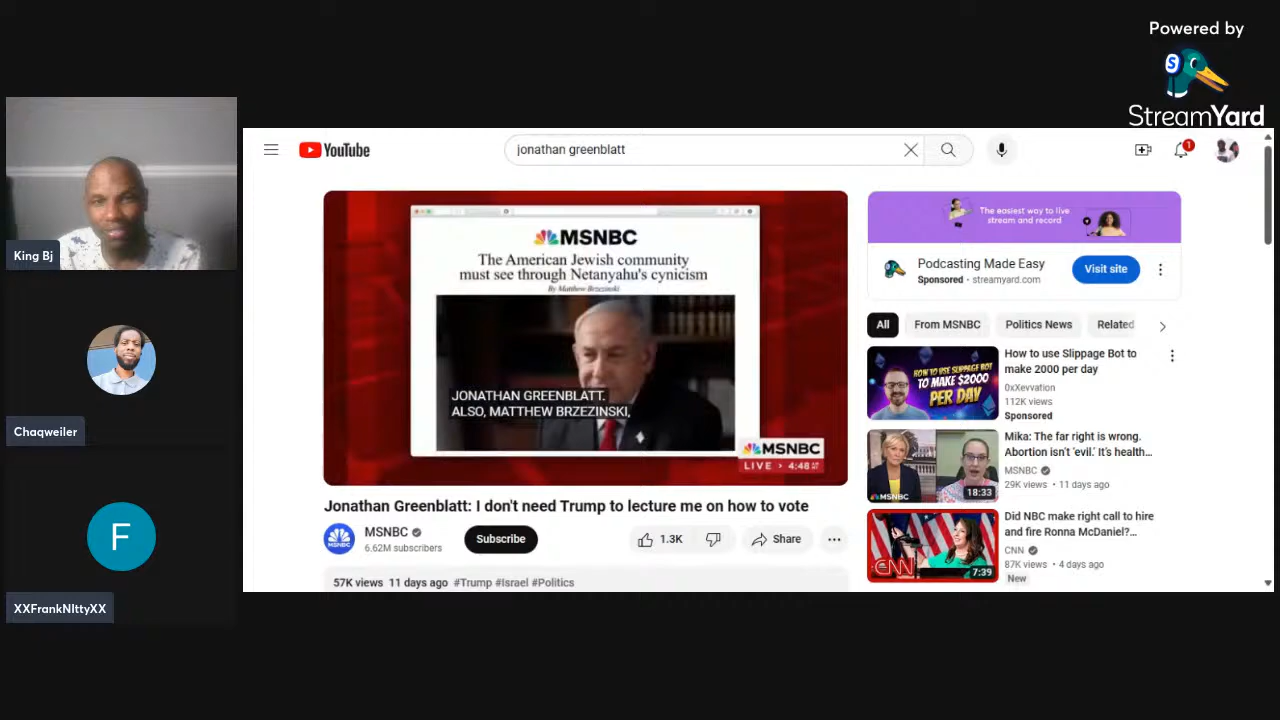 Powered by
StreamYard
King Bj
Chaqweiler
F
XXFrankNIttyXX
YouTube
jonathan greenblatt
1
MSNBC
The American Jewish community
must see through Netanyahu's cynicism
By Matthew Brzezinski
JONATHAN GREENBLATT.
ALSO, MATTHEW BRZEZINSKI,
MSNBC
LIVE 4:48 AM PT
Jonathan Greenblatt: I don't need Trump to lecture me on how to vote
MSNBC
6.62M subscribers
Subscribe
1.3K
Share
57K views 11 days ago #Trump #Israel #Politics
The easiest way to live
stream and record
Podcasting Made Easy
Sponsored • streamyard.com
Visit site
All
From MSNBC
Politics News
Related
HOW TO USE SLIPPAGE BOT
TO MAKE $2000
PER DAY
How to use Slippage Bot to
make 2000 per day
0xXevvation
112K views
Sponsored
MSNBC
18:33
Mika: The far right is wrong.
Abortion isn't 'evil.' It's health...
MSNBC
29K views • 11 days ago
CNN
7:39
Did NBC make right call to hire
and fire Ronna McDaniel?...
CNN
87K views • 4 days ago
New